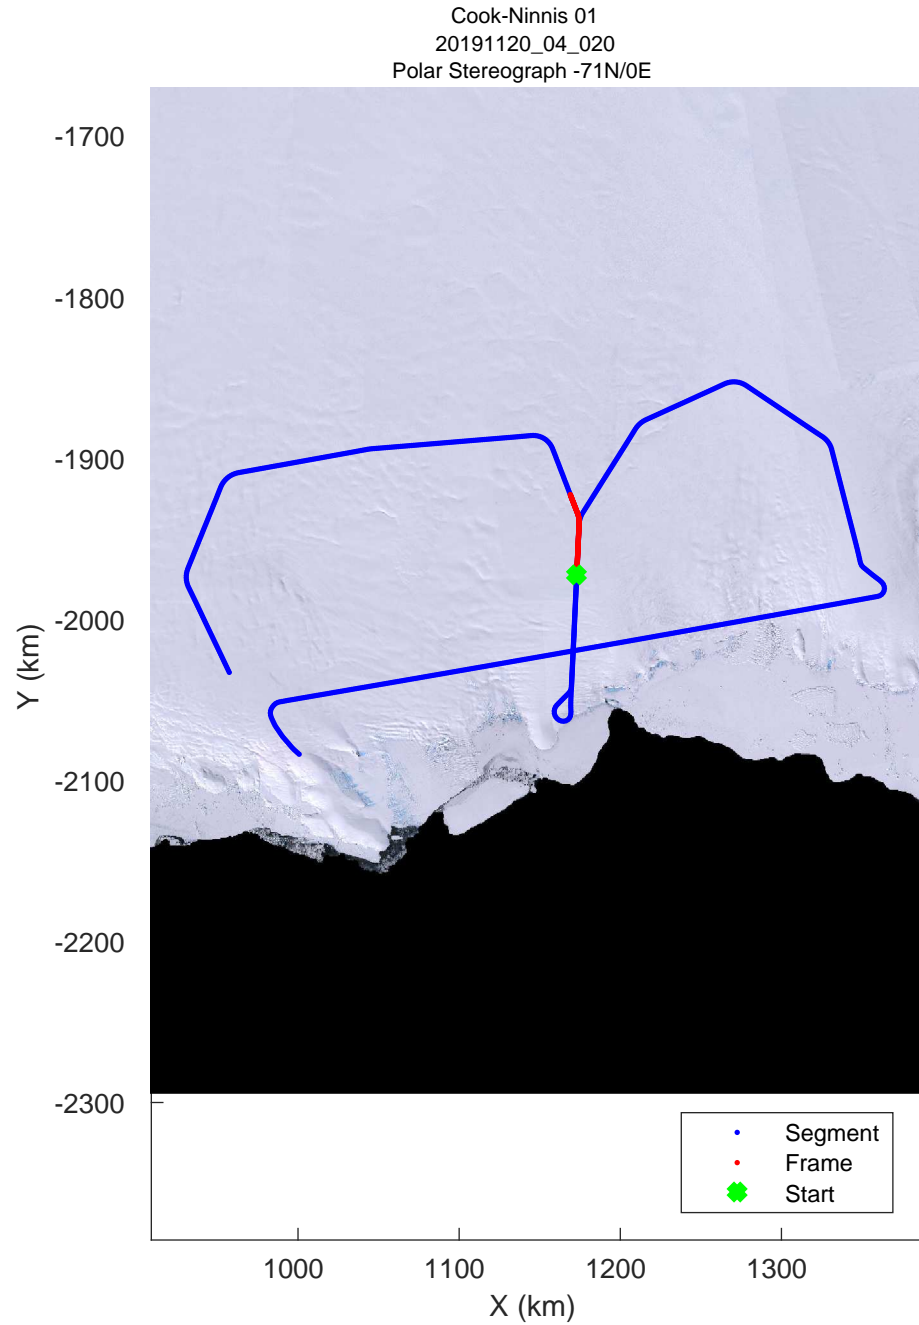 Cook-Ninnis 01
20191120_04_020
Polar Stereograph -71N/0E
-1700
-1800
-1900
-2000
-2100
-2200
-2300
Y (km)
Segment
Frame
Start
1000 1100 1200 1300
X (km)